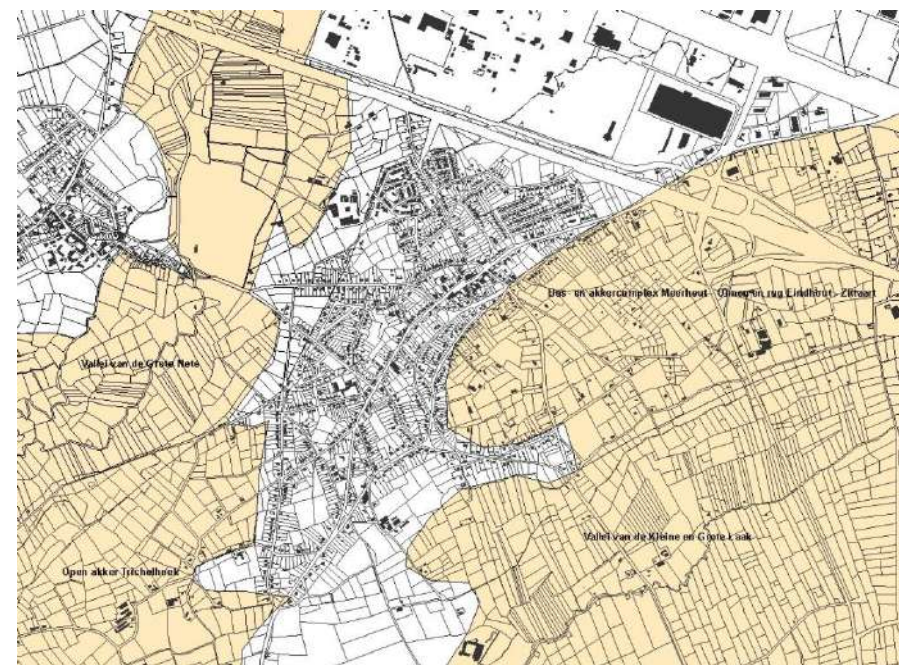 Bos- en akkercomplex Meerhout - Olmen en rug Eindhout - Zittaart
Vallei van de Grote Nete
Vallei van de Kleine en Grote Laak
Open akker Trichelhoek